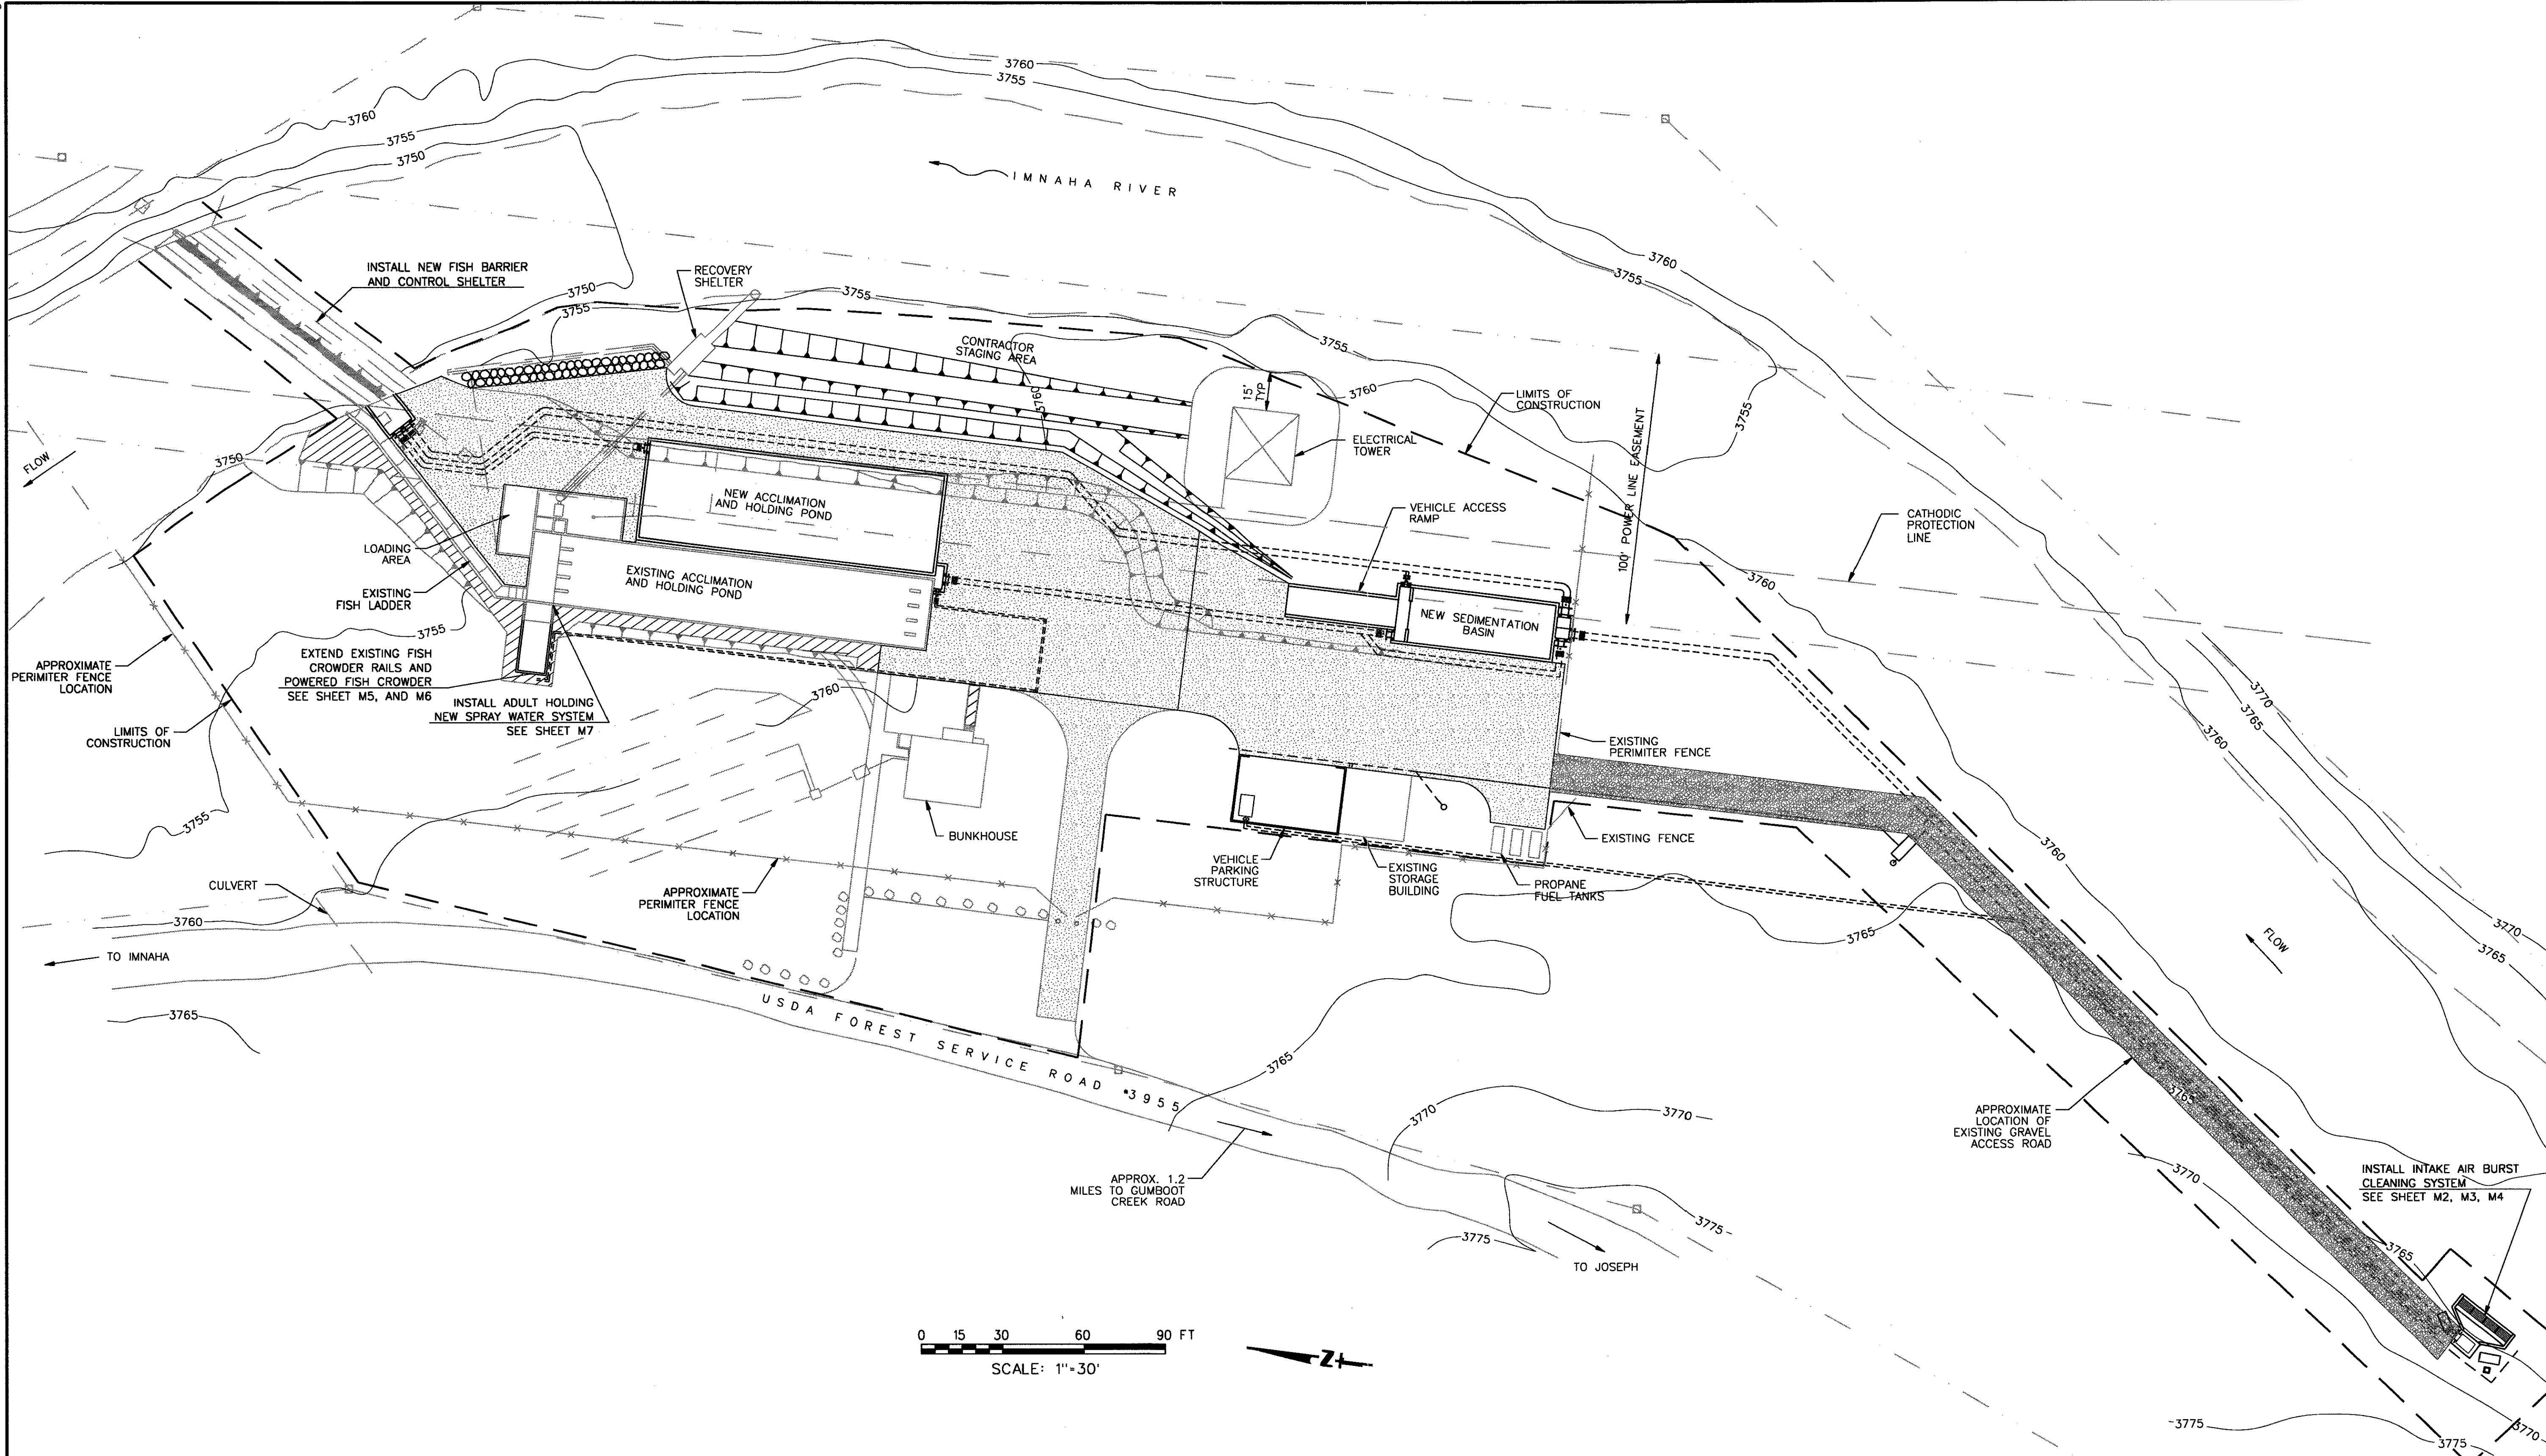 3760
3755
3760
3755
3750
IMNAHA RIVER
INSTALL NEW FISH BARRIER
AND CONTROL SHELTER
RECOVERY
SHELTER
3750
3755
3755
3760
3755
CONTRACTOR
STAGING AREA
3760
3755
15'
TYP
3760
LIMITS OF
CONSTRUCTION
100' POWER LINE EASEMENT
3755
ELECTRICAL
TOWER
FLOW
3750
NEW ACCLIMATION
AND HOLDING POND
VEHICLE ACCESS
RAMP
CATHODIC
PROTECTION
LINE
LOADING
AREA
EXISTING ACCLIMATION
AND HOLDING POND
3760
EXISTING
FISH LADDER
NEW SEDIMENTATION
BASIN
3755
APPROXIMATE
PERIMITER FENCE
LOCATION
EXTEND EXISTING FISH
CROWDER RAILS AND
POWERED FISH CROWDER
SEE SHEET M5, AND M6
3760
3770
3765
3760
INSTALL ADULT HOLDING
NEW SPRAY WATER SYSTEM
SEE SHEET M7
LIMITS OF
CONSTRUCTION
EXISTING
PERIMITER FENCE
3755
BUNKHOUSE
EXISTING FENCE
3760
VEHICLE
PARKING
STRUCTURE
EXISTING
STORAGE
BUILDING
PROPANE
FUEL TANKS
CULVERT
APPROXIMATE
PERIMITER FENCE
LOCATION
3760
3765
FLOW
3770
3765
TO IMNAHA
3765
USDA FOREST SERVICE ROAD #3955
3765
3765
3770
3770
APPROXIMATE
LOCATION OF
EXISTING GRAVEL
ACCESS ROAD
3770
INSTALL INTAKE AIR BURST
CLEANING SYSTEM
SEE SHEET M2, M3, M4
APPROX. 1.2
MILES TO GUMBOOT
CREEK ROAD
3775
3775
3765
TO JOSEPH
0 15 30 60 90 FT
SCALE: 1"=30'
N
3775
3770
3775